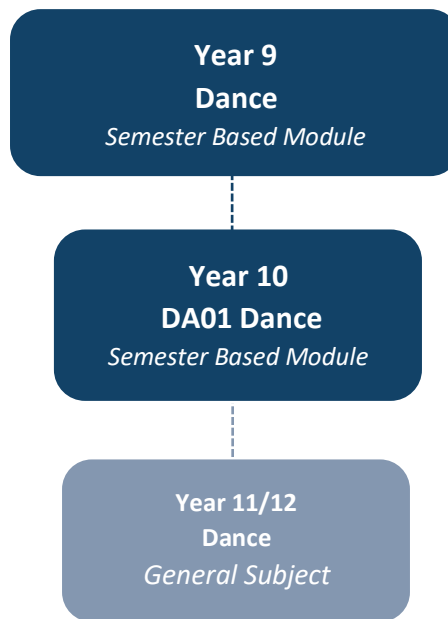 Year 9
Dance
Semester Based Module
Year 10
DA01 Dance
Semester Based Module
Year 11/12
Dance
General Subject